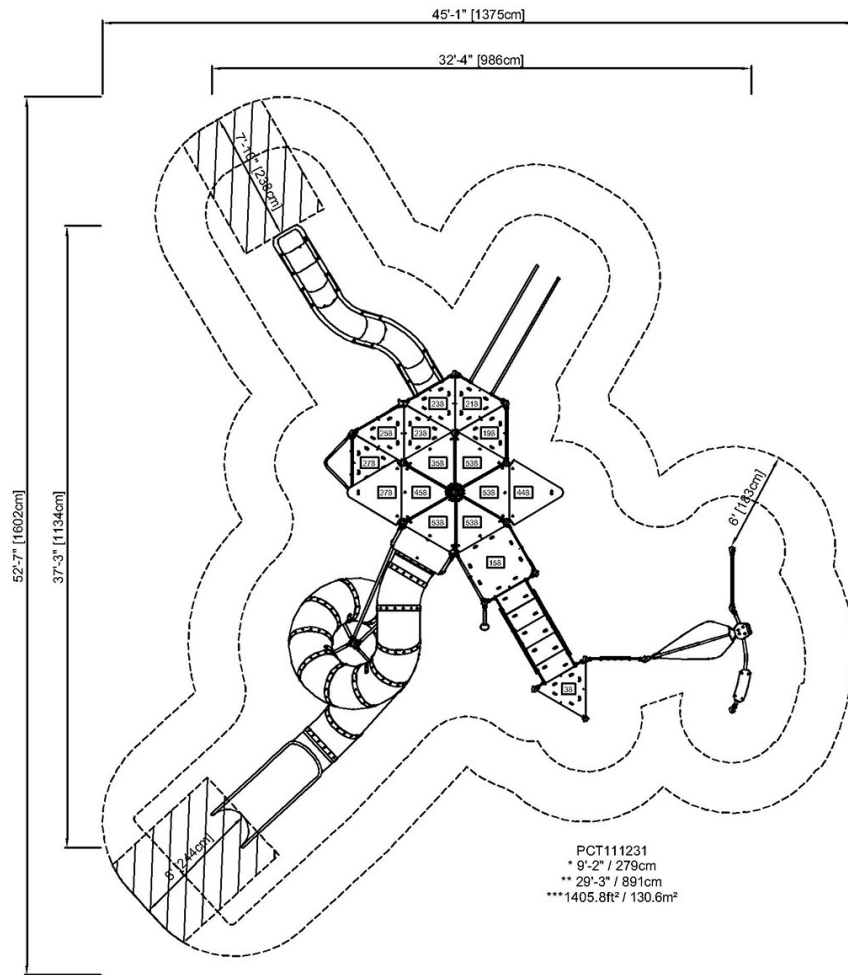 45'-1" [1375cm]
32'-4" [986cm]
7'-10" [238cm]
52'-7" [1602cm]
37'-3" [1134cm]
238
218
258
238
198
278
358
538
278
458
538
448
538
538
158
6' [183cm]
38
8' [244cm]
PCT111231
* 9'-2" / 279cm
** 29'-3" / 891cm
***1405.8ft² / 130.6m²